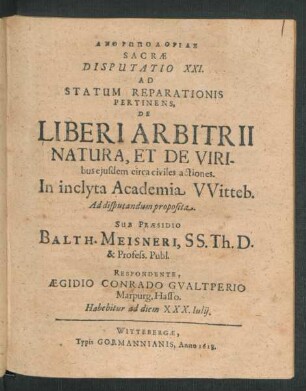 ΑΝΘΡΩΠΟΛΟΓΙΑΣ
SACRÆ
DISPUTATIO XXI.
AD
STATUM REPARATIONIS
PERTINENS,
DE
LIBERI ARBITRII
NATURA, ET DE VIRI-
bus ejusdem circa civiles actiones.
In inclyta Academia VVitteb.
Ad disputandum proposita.
SUB PRÆSIDIO
BALTH. MEISNERI, SS. Th. D.
& Profess. Publ.
RESPONDENTE,
ÆGIDIO CONRADO GVALTPERIO
Marpurg, Hasso.
Habebitur ad diem XXX. Iulij.
WITTEBERGÆ,
Typis GORMANNIANIS, Anno 1618.